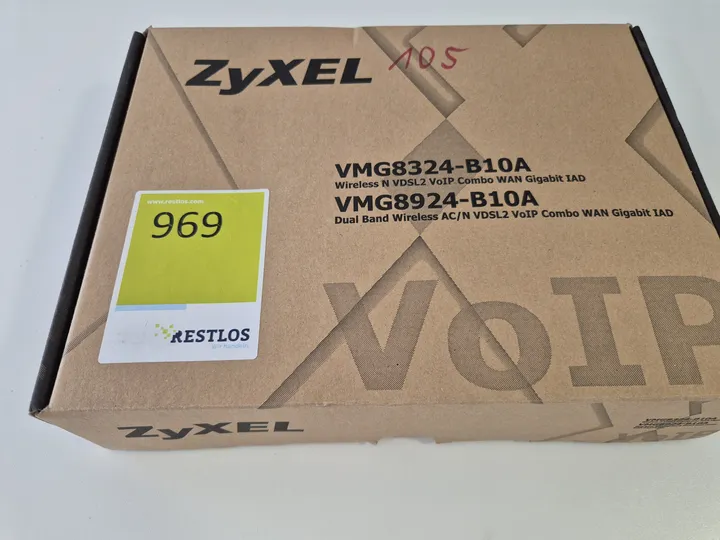 ZyXEL 105
VMG8324-B10A
Wireless N VDSL2 VoIP Combo WAN Gigabit IAD
VMG8924-B10A
Dual Band Wireless AC/N VDSL2 VoIP Combo WAN Gigabit IAD
www.restlos.com
969
RESTLOS
VoIP
ZyXEL
VoIP